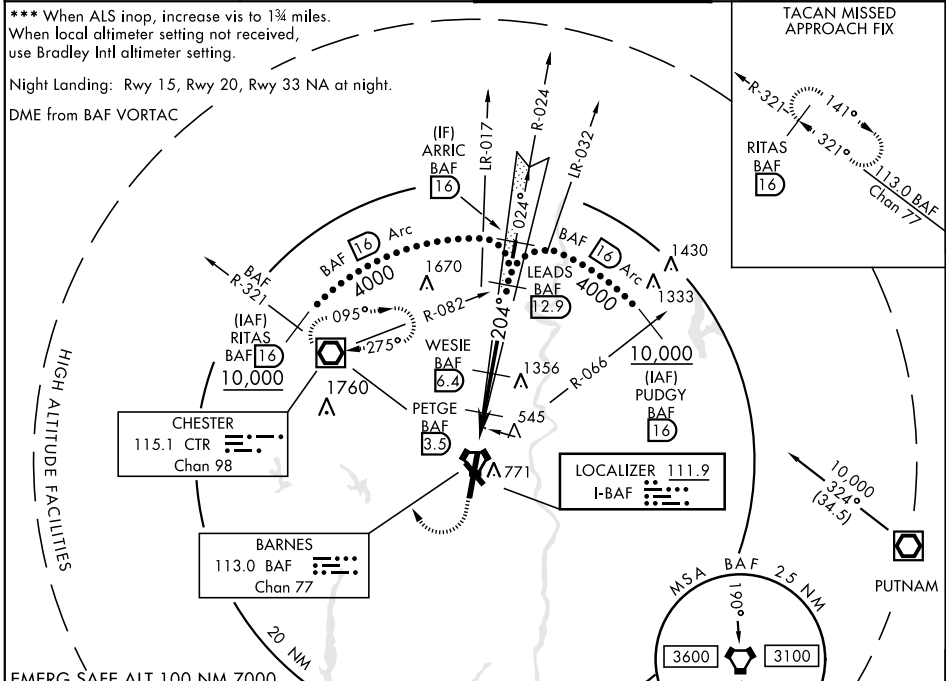 *** When ALS inop, increase vis to 1¾ miles.
When local altimeter setting not received,
use Bradley Intl altimeter setting.
Night Landing: Rwy 15, Rwy 20, Rwy 33 NA at night.
DME from BAF VORTAC
TACAN MISSED
APPROACH FIX
R-321
141°
321°
RITAS
BAF
16
113.0 BAF
Chan 77
(IF)
ARRIC
BAF
16
LR-017
R-024
LR-032
024°
BAF 16 Arc
4000
BAF 16 Arc
4000
1670
1430
1333
LEADS
BAF
12.9
BAF
R-321
(IAF)
RITAS
BAF 16
10,000
095°
275°
R-082
204°
WESIE
BAF
6.4
1356
R-066
10,000
(IAF)
PUDGY
BAF
16
1760
PETGE
BAF
3.5
545
771
CHESTER
115.1 CTR
Chan 98
LOCALIZER 111.9
I-BAF
BARNES
113.0 BAF
Chan 77
10,000
324°
(34.5)
PUTNAM
HIGH ALTITUDE FACILITIES
20 NM
MSA BAF 25 NM
190°
3600
3100
EMERG SAFE ALT 100 NM 7000